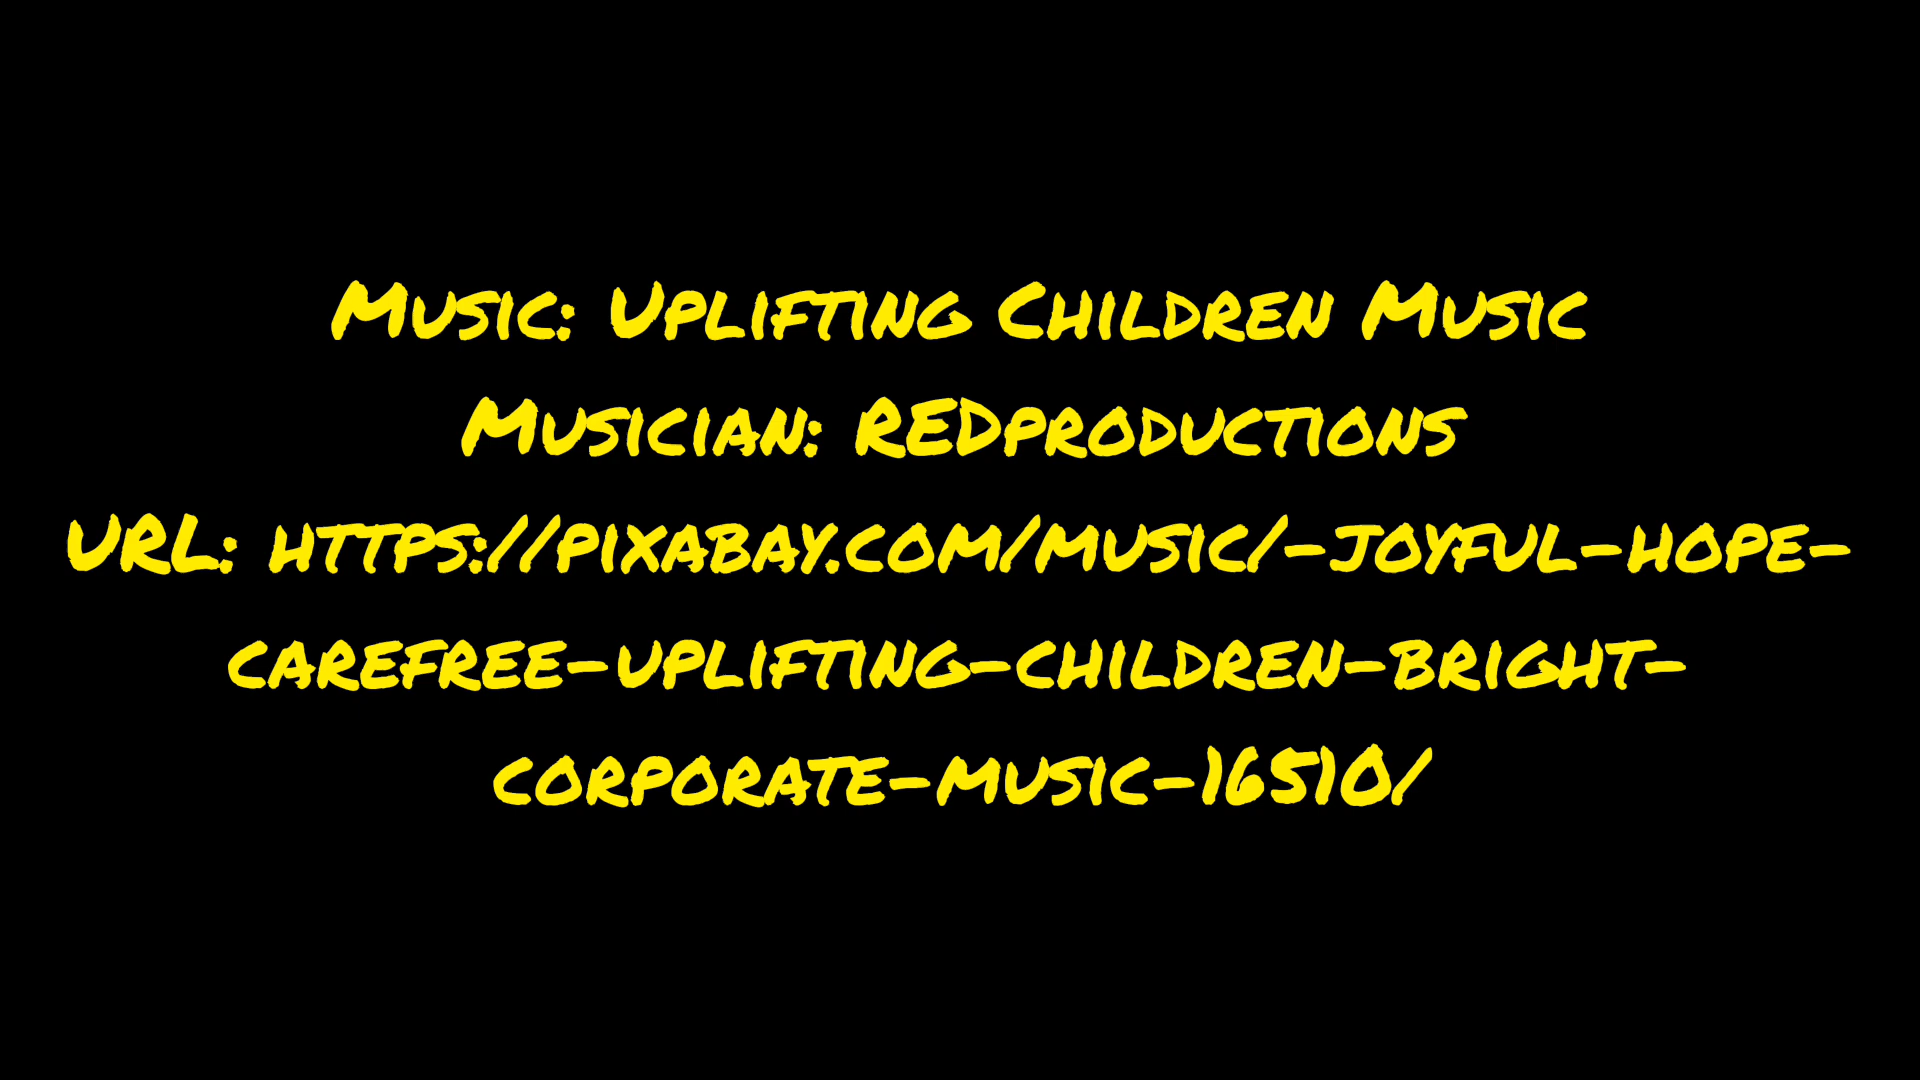 Music: Uplifting Children Music
Musician: REDproductions
URL: https://pixabay.com/music/-joyful-hope-
carefree-uplifting-children-bright-
corporate-music-16510/